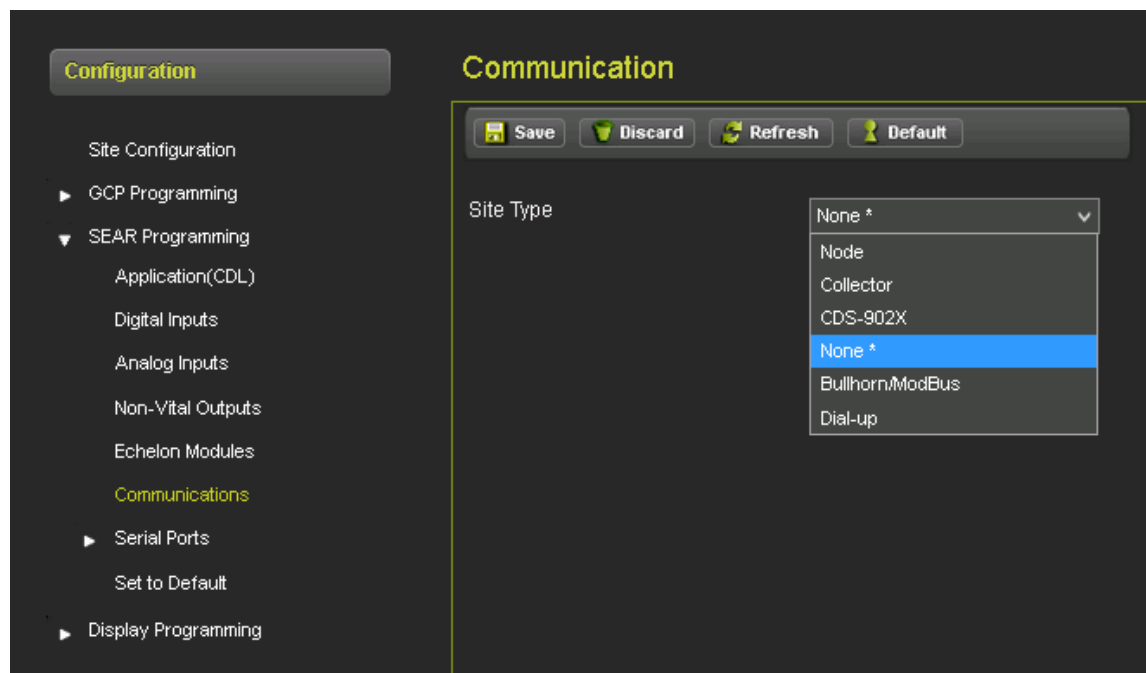 Configuration
Site Configuration
GCP Programming
SEAR Programming
Application(CDL)
Digital Inputs
Analog Inputs
Non-Vital Outputs
Echelon Modules
Communications
Serial Ports
Set to Default
Display Programming
Communication
Save Discard Refresh Default
Site Type None *
Node
Collector
CDS-902X
None *
Bullhorn/ModBus
Dial-up